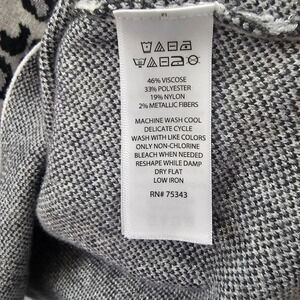 46% VISCOSE
33% POLYESTER
19% NYLON
2% METALLIC FIBERS
MACHINE WASH COOL
DELICATE CYCLE
WASH WITH LIKE COLORS
ONLY NON-CHLORINE
BLEACH WHEN NEEDED
RESHAPE WHILE DAMP
DRY FLAT
LOW IRON
RN# 75343